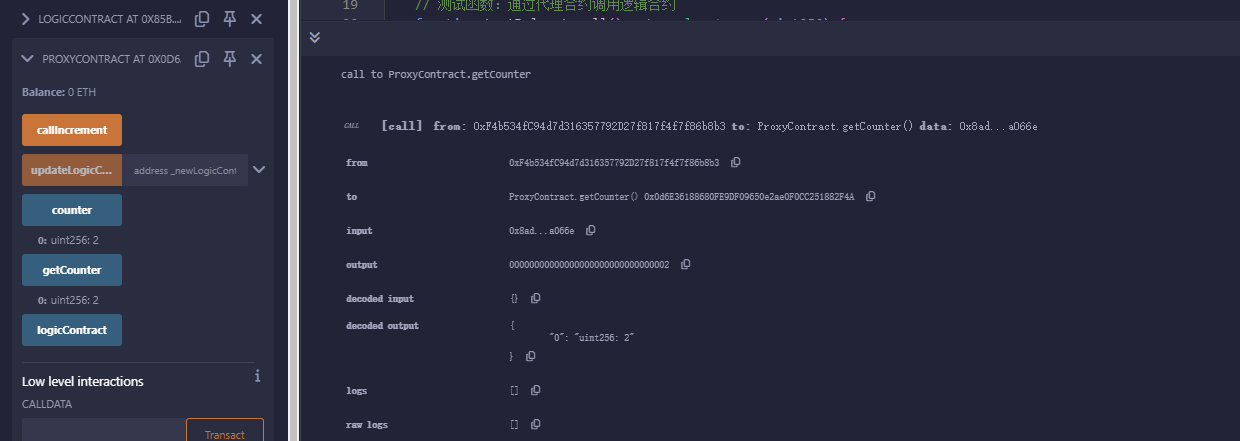 LOGICCONTRACT AT 0X85B...
PROXYCONTRACT AT 0X0D6
Balance: 0 ETH
callIncrement
updateLogicC... address _newLogicCont
counter
0: uint256: 2
getCounter
0: uint256: 2
logicContract
Low level interactions
i
CALLDATA
Transact
19 // 测试函数：通过代理合约调用逻辑合约
call to ProxyContract.getCounter
CALL [call] from: 0xF4b534fC94d7d316357792D27f817f4f7f86b8b3 to: ProxyContract.getCounter() data: 0x8ad...a066e
from 0xF4b534fC94d7d316357792D27f817f4f7f86b8b3
to ProxyContract.getCounter() 0x0d6E36188680FE9DF09650e2ae0F0CC251882F4A
input 0x8ad...a066e
output 0000000000000000000000000000000002
decoded input {}
decoded output {
"0": "uint256: 2"
}
logs []
raw logs []